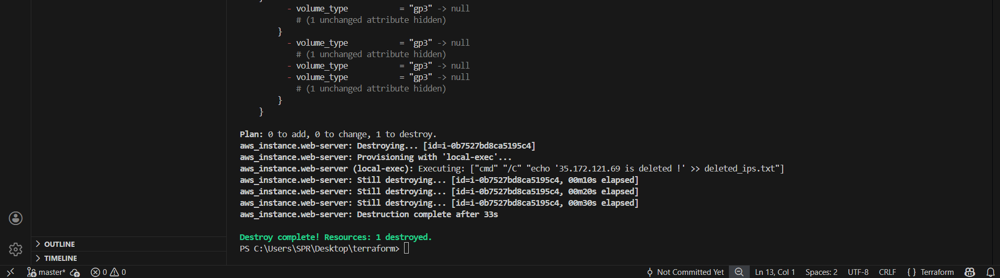 }
- volume_type = "gp3" -> null
# (1 unchanged attribute hidden)
}
- volume_type = "gp3" -> null
# (1 unchanged attribute hidden)
- volume_type = "gp3" -> null
- volume_type = "gp3" -> null
# (1 unchanged attribute hidden)
}
}
Plan: 0 to add, 0 to change, 1 to destroy.
aws_instance.web-server: Destroying... [id=i-0b7527bd8ca5195c4]
aws_instance.web-server: Provisioning with 'local-exec'...
aws_instance.web-server (local-exec): Executing: ["cmd" "/C" "echo '35.172.121.69 is deleted !' >> deleted_ips.txt"]
aws_instance.web-server: Still destroying... [id=i-0b7527bd8ca5195c4, 00m10s elapsed]
aws_instance.web-server: Still destroying... [id=i-0b7527bd8ca5195c4, 00m20s elapsed]
aws_instance.web-server: Still destroying... [id=i-0b7527bd8ca5195c4, 00m30s elapsed]
aws_instance.web-server: Destruction complete after 33s
Destroy complete! Resources: 1 destroyed.
PS C:\Users\SPR\Desktop\terraform>
OUTLINE
TIMELINE
master* 0 0 Not Committed Yet Ln 13, Col 1 Spaces: 2 UTF-8 CRLF {} Terraform